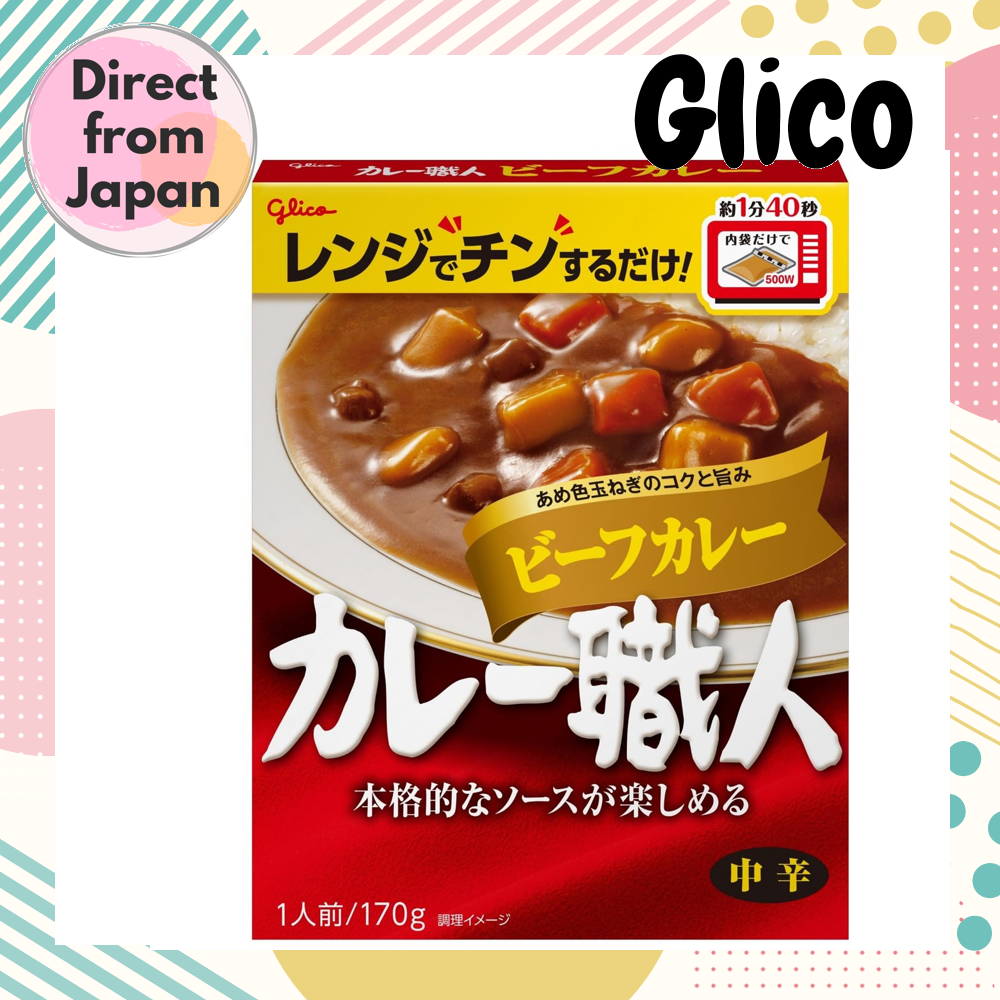 Direct
from
Japan
Glico
Glico カレー職人 ビーフカレー
Glico
レンジでチンするだけ!
約1分40秒
内袋だけで
500W
あめ色玉ねぎのコクと旨み
ビーフカレー
カレー職人
本格的なソースが楽しめる
中辛
1人前/170g 調理イメージ